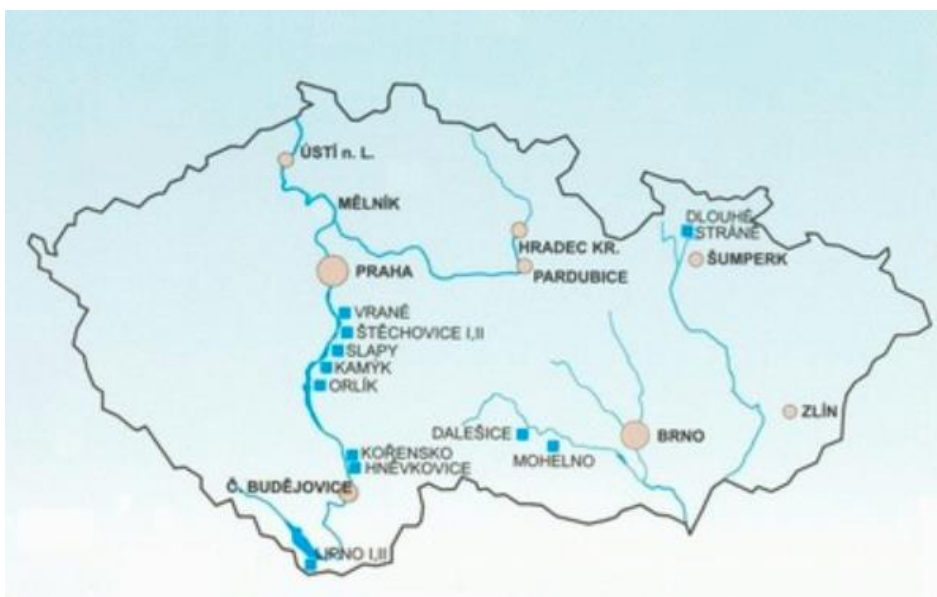 ÚSTÍ n. L.
MĚLNÍK
DLOUHÉ
STRÁNĚ
HRADEC KR.
ŠUMPERK
PRAHA
PARDUBICE
VRANÉ
ŠTĚCHOVICE I,II
SLAPY
KAMÝK
ORLÍK
ZLÍN
DALEŠICE
BRNO
MOHELNO
KOŘENSKO
HNĚVKOVICE
Č. BUDĚJOVICE
LIPNO I,II